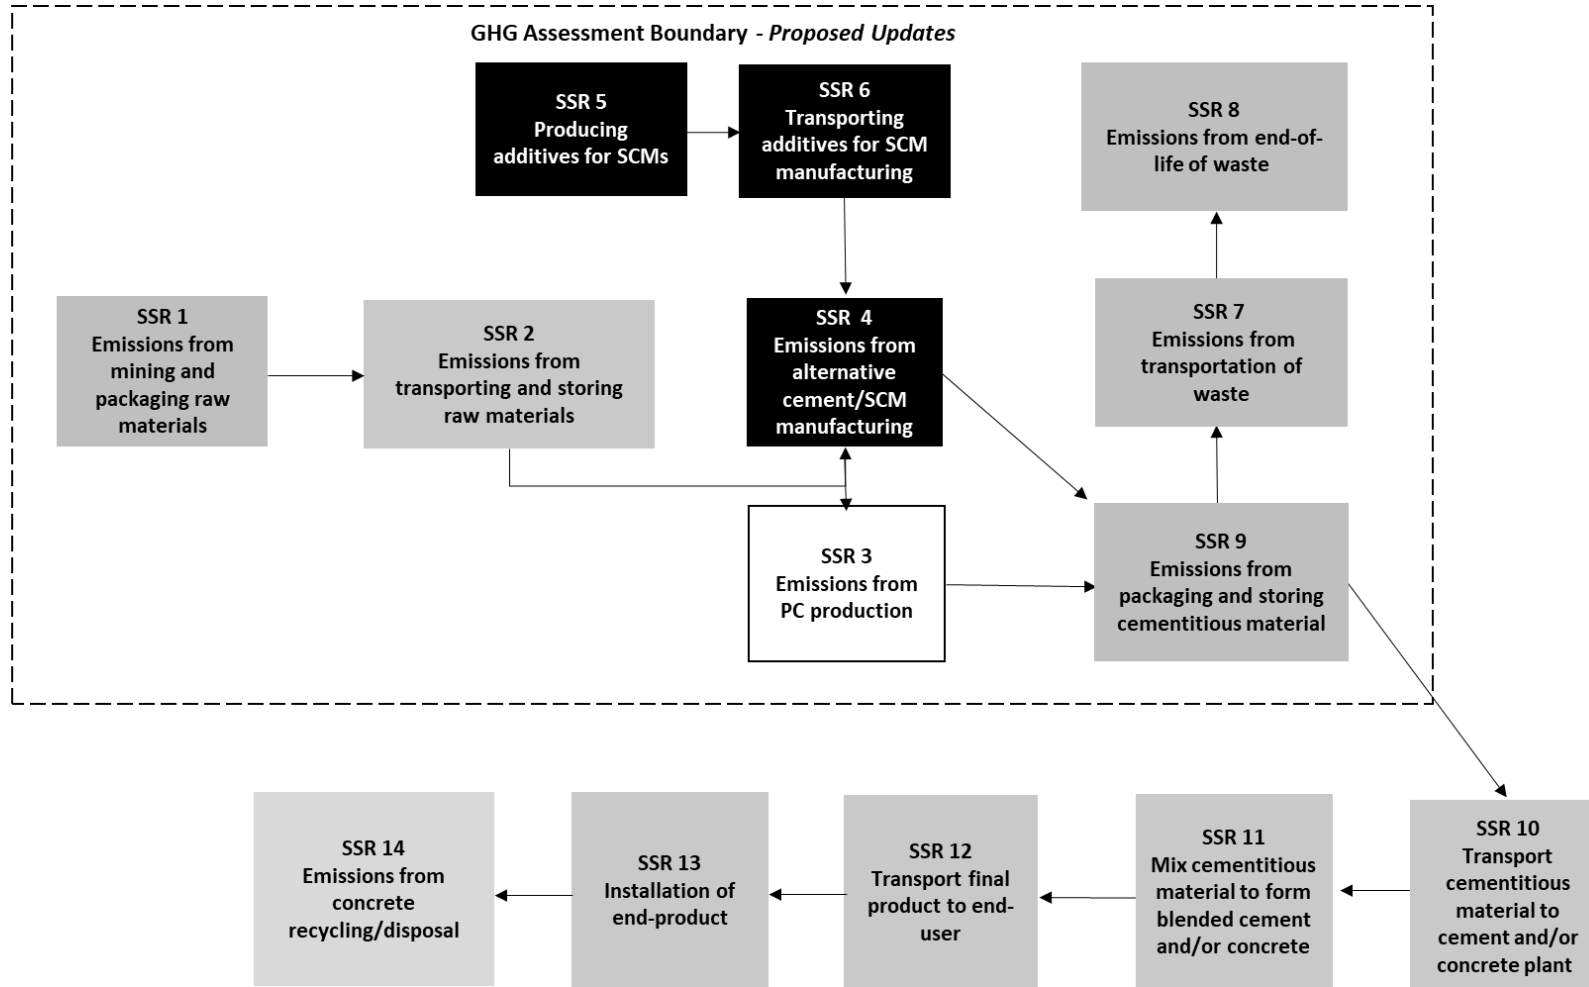 GHG Assessment Boundary - Proposed Updates
SSR 5
Producing
additives for SCMs
SSR 6
Transporting
additives for SCM
manufacturing
SSR 8
Emissions from end-of-
life of waste
SSR 1
Emissions from
mining and
packaging raw
materials
SSR 2
Emissions from
transporting and storing
raw materials
SSR 4
Emissions from
alternative
cement/SCM
manufacturing
SSR 7
Emissions from
transportation of
waste
SSR 3
Emissions from
PC production
SSR 9
Emissions from
packaging and storing
cementitious material
SSR 14
Emissions from
concrete
recycling/disposal
SSR 13
Installation of
end-product
SSR 12
Transport final
product to end-
user
SSR 11
Mix cementitious
material to form
blended cement
and/or concrete
SSR 10
Transport
cementitious
material to
cement and/or
concrete plant